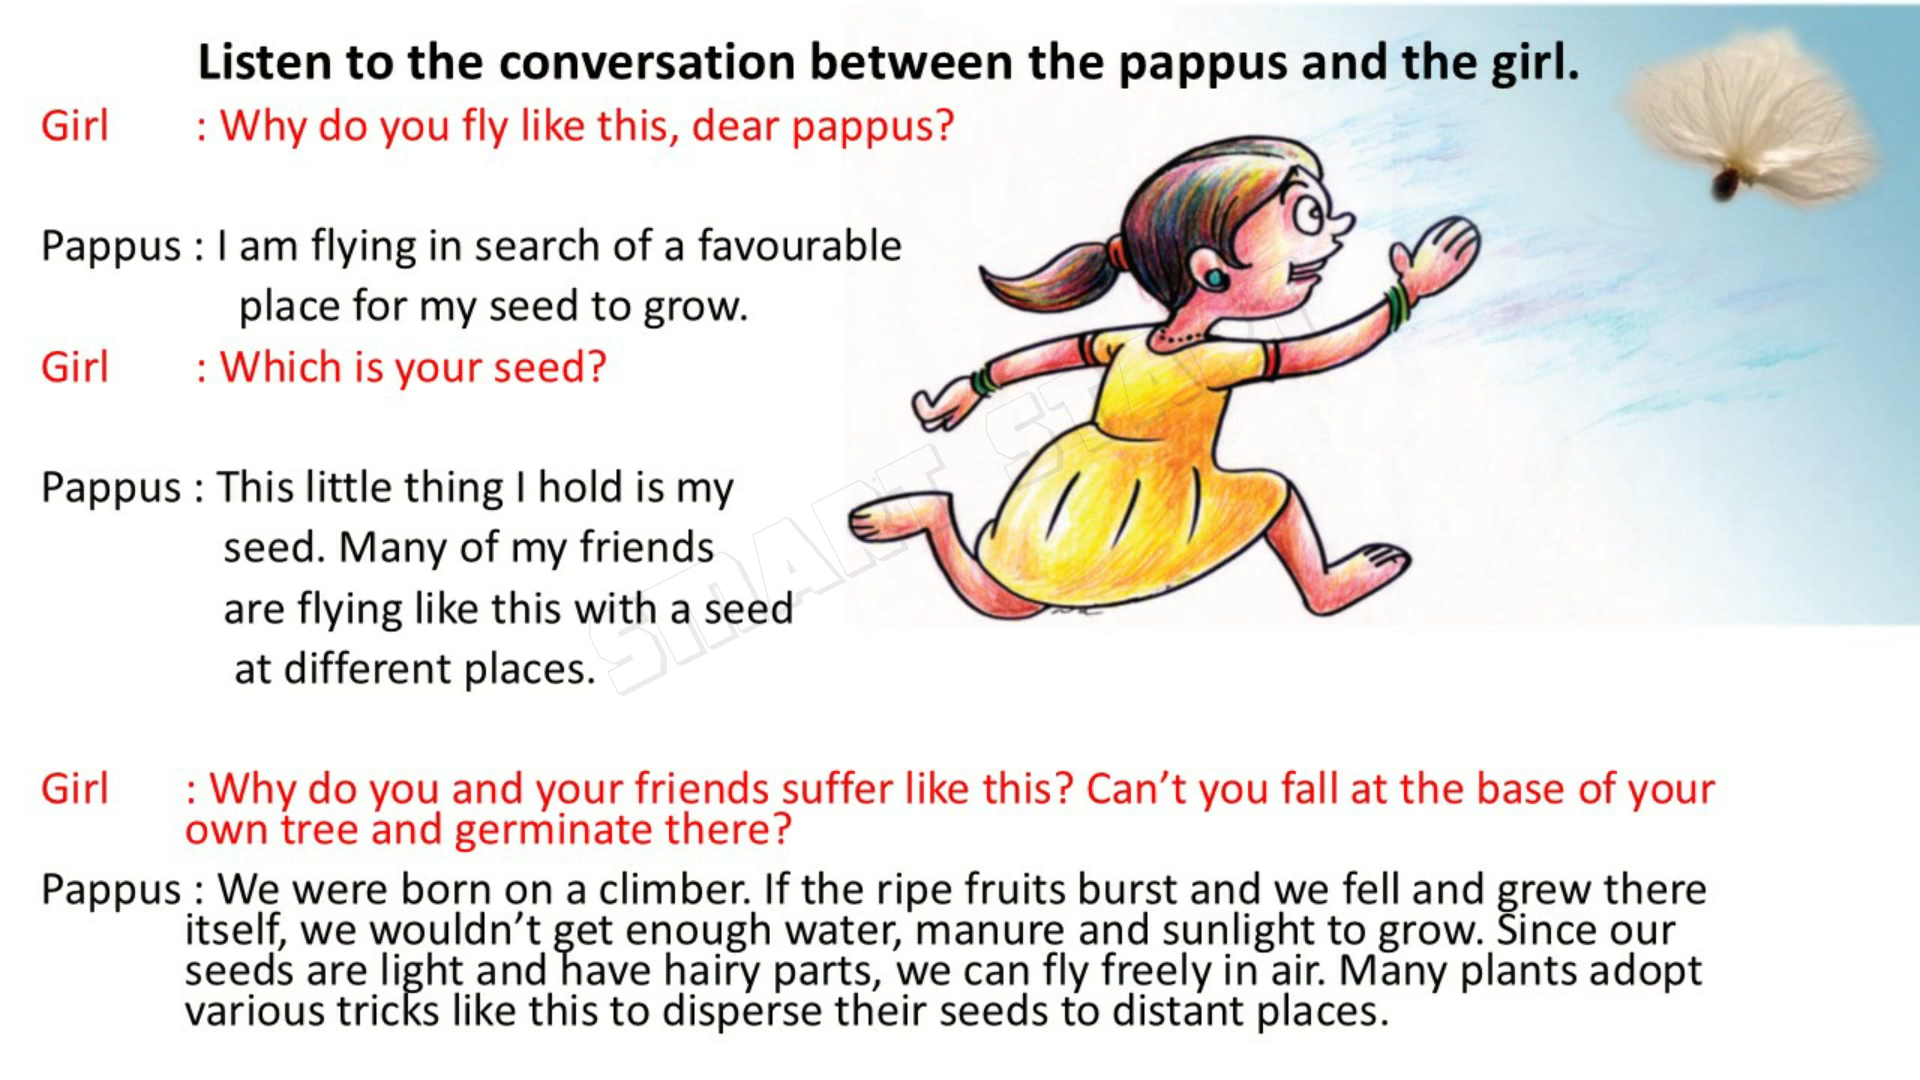 Listen to the conversation between the pappus and the girl.
Girl : Why do you fly like this, dear pappus?
Pappus : I am flying in search of a favourable
place for my seed to grow.
Girl : Which is your seed?
Pappus : This little thing I hold is my
seed. Many of my friends
are flying like this with a seed
at different places.
Girl : Why do you and your friends suffer like this? Can’t you fall at the base of your
own tree and germinate there?
Pappus : We were born on a climber. If the ripe fruits burst and we fell and grew there
itself, we wouldn’t get enough water, manure and sunlight to grow. Since our
seeds are light and have hairy parts, we can fly freely in air. Many plants adopt
various tricks like this to disperse their seeds to distant places.
SMART START